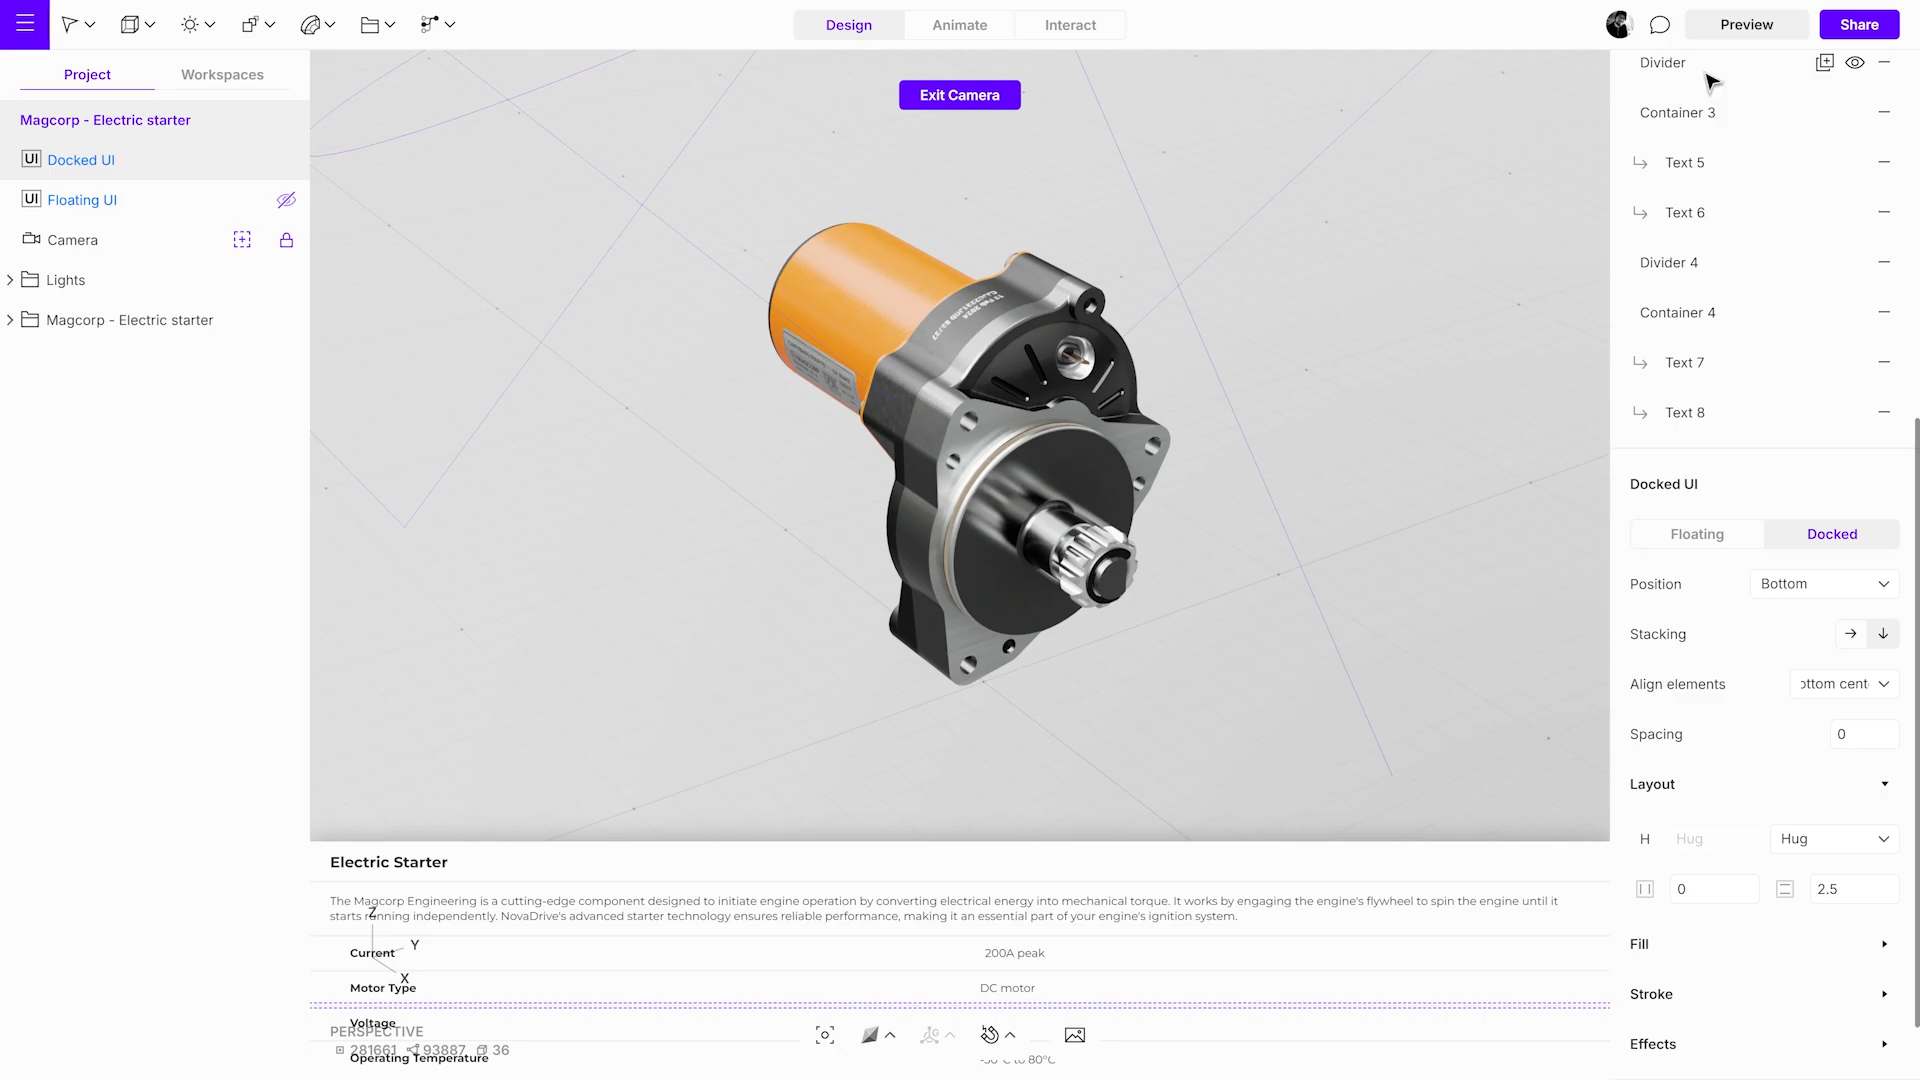 Design
Animate
Interact
Preview
Share
Project
Workspaces
Magcorp - Electric starter
UI Docked UI
UI Floating UI
Camera
Lights
Magcorp - Electric starter
Exit Camera
Electric Starter
The Magcorp Engineering is a cutting-edge component designed to initiate engine operation by converting electrical energy into mechanical torque. It works by engaging the engine's flywheel to spin the engine until it
starts running independently. NovaDrive's advanced starter technology ensures reliable performance, making it an essential part of your engine's ignition system.
Z
Y
X
Current 200A peak
Motor Type DC motor
Voltage
PERSPECTIVE
281661 93887 36
Operating Temperature
Divider
Container 3
Text 5
Text 6
Divider 4
Container 4
Text 7
Text 8
Docked UI
Floating
Docked
Position Bottom
Stacking
Align elements ottom cent
Spacing 0
Layout
H Hug Hug
0 2.5
Fill
Stroke
Effects